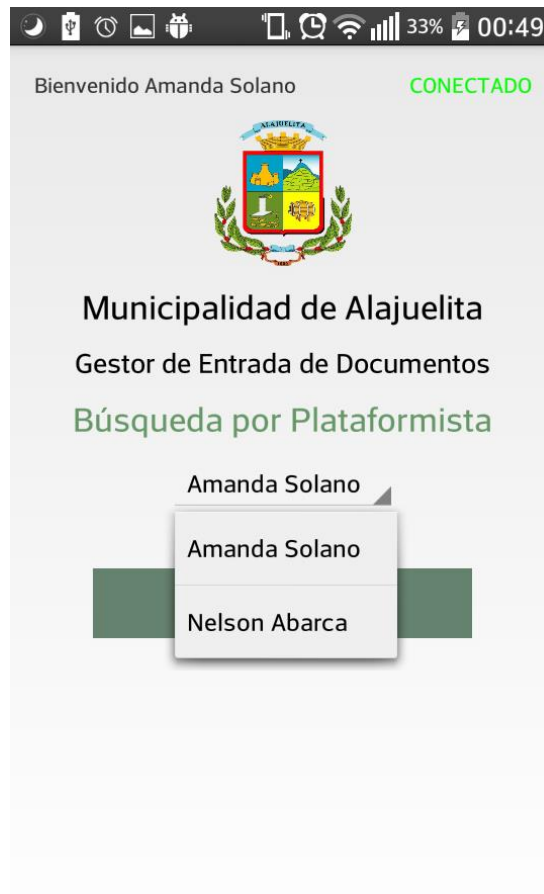 33% 00:49
Bienvenido Amanda Solano CONECTADO
ALAJUELITA
Municipalidad de Alajuelita
Gestor de Entrada de Documentos
Búsqueda por Plataformista
Amanda Solano
Amanda Solano
Nelson Abarca